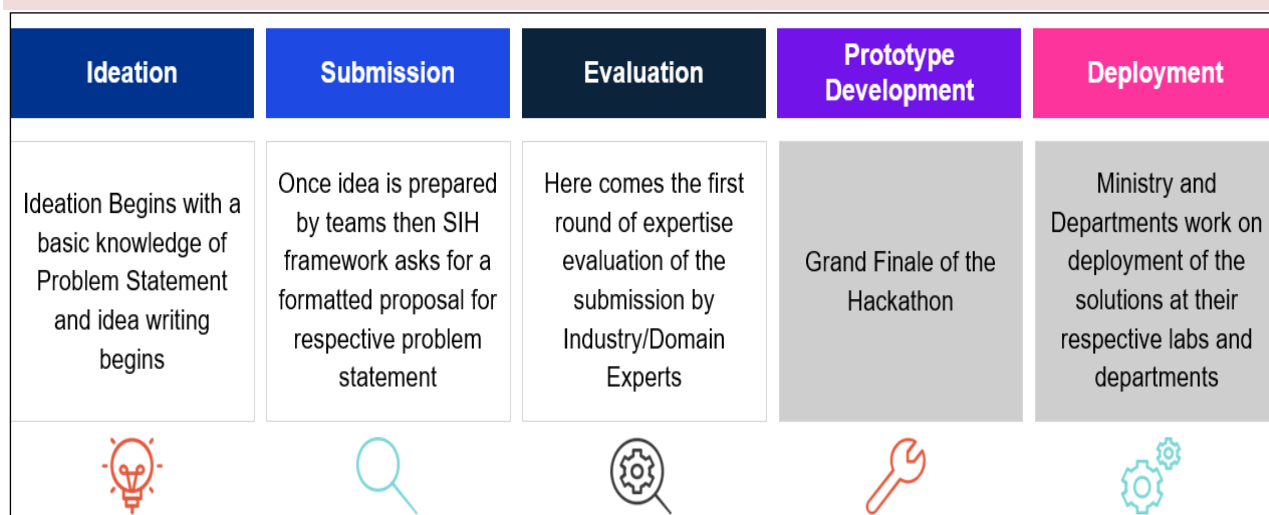 Ideation
Ideation Begins with a
basic knowledge of
Problem Statement
and idea writing
begins
Submission
Once idea is prepared
by teams then SIH
framework asks for a
formatted proposal for
respective problem
statement
Evaluation
Here comes the first
round of expertise
evaluation of the
submission by
Industry/Domain
Experts
Prototype
Development
Grand Finale of the
Hackathon
Deployment
Ministry and
Departments work on
deployment of the
solutions at their
respective labs and
departments